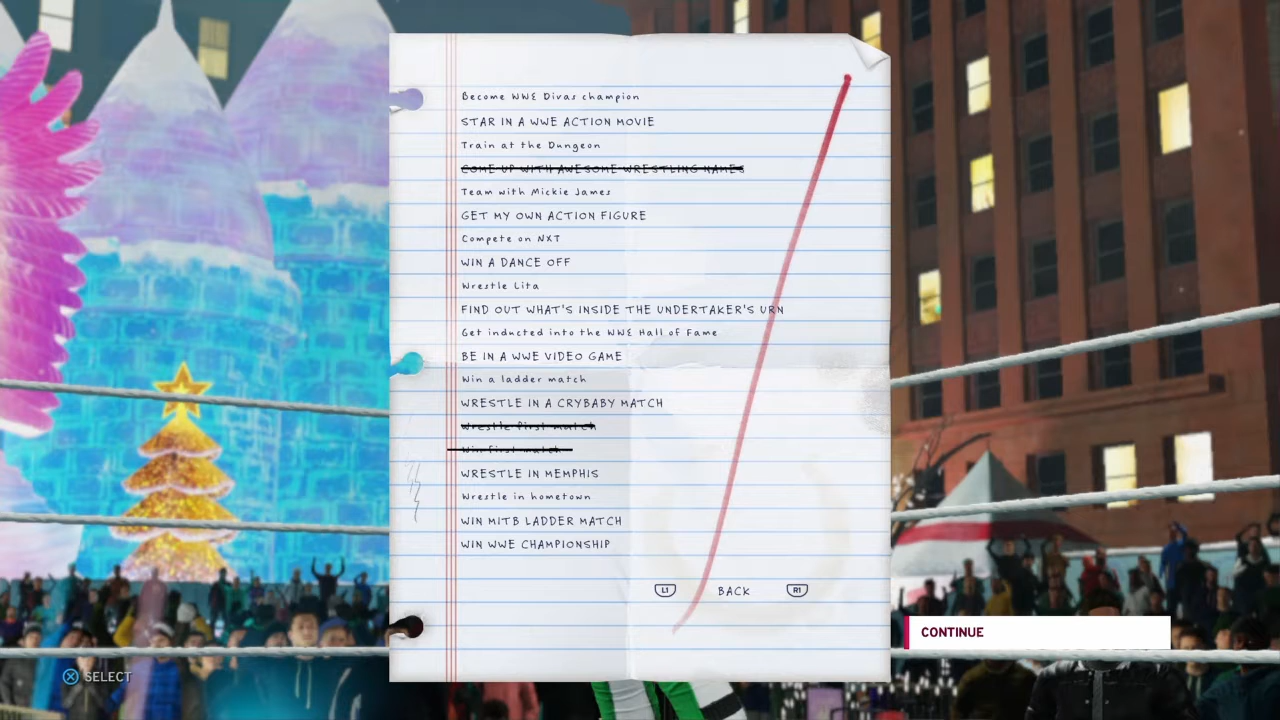 Become WWE Divas champion
STAR IN A WWE ACTION MOVIE
Train at the Dungeon
COME UP WITH AWESOME WRESTLING NAMES
Team with Mickie James
GET MY OWN ACTION FIGURE
Compete on NXT
WIN A DANCE OFF
Wrestle Lita
FIND OUT WHAT'S INSIDE THE UNDERTAKER'S URN
Get inducted into the WWE Hall of Fame
BE IN A WWE VIDEO GAME
Win a ladder match
WRESTLE IN A CRYBABY MATCH
Wrestle first match
Win first match
WRESTLE IN MEMPHIS
Wrestle in hometown
WIN MITB LADDER MATCH
WIN WWE CHAMPIONSHIP
L1 BACK R1
CONTINUE
SELECT